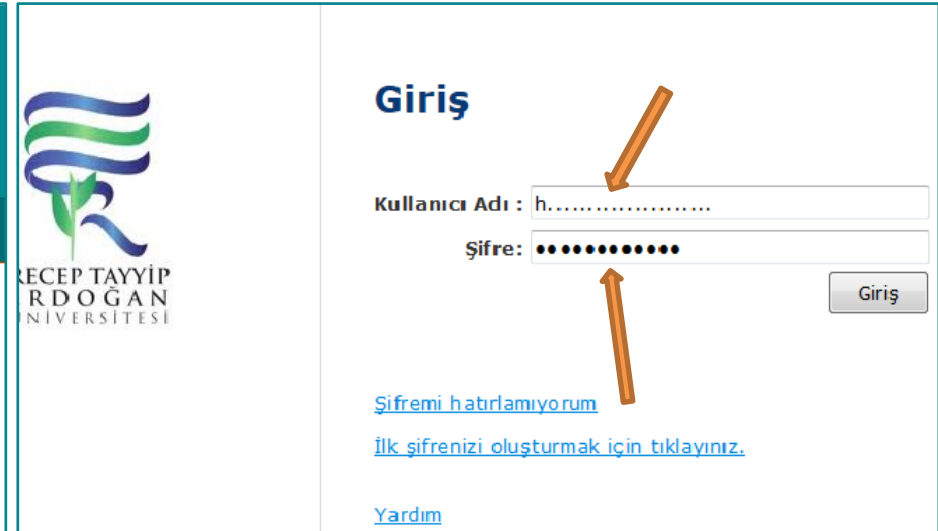 RECEP TAYYİP
ERDOĞAN
ÜNİVERSİTESİ
Giriş
Kullanıcı Adı : h....................
Şifre: ●●●●●●●●●●●●
Giriş
Şifremi hatırlamıyorum
İlk şifrenizi oluşturmak için tıklayınız.
Yardım